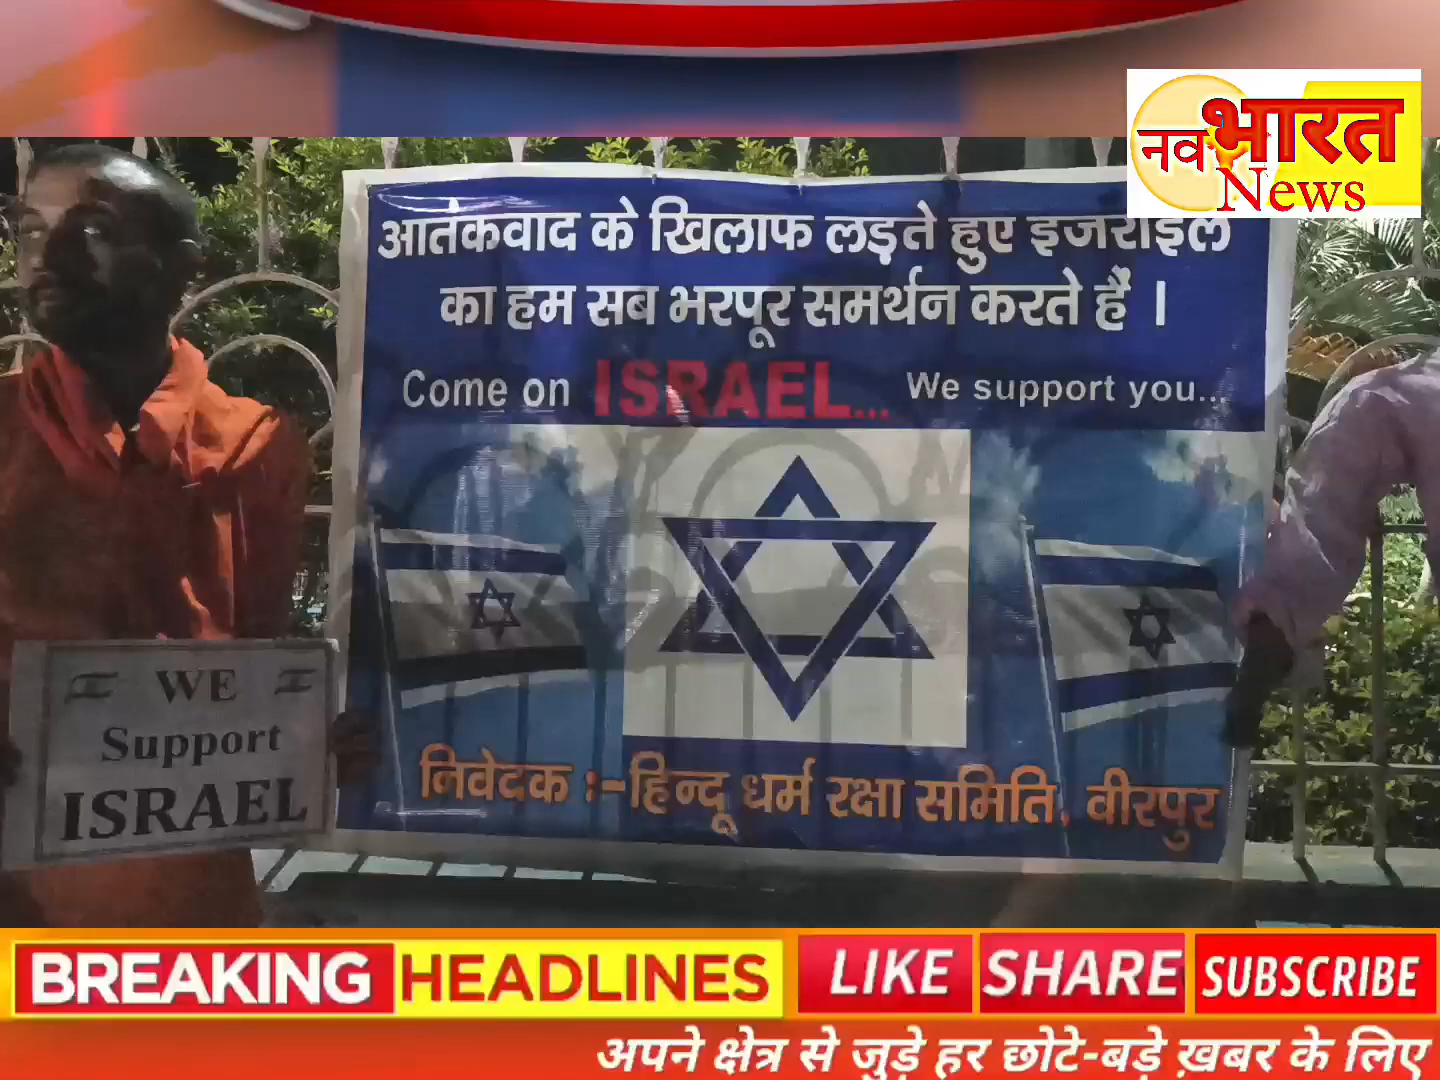 नवभारत
News
आतंकवाद के खिलाफ लड़ते हुए इजराइल
का हम सब भरपूर समर्थन करते हैं ।
Come on ISRAEL... We support you...
WE
Support
ISRAEL
निवेदक :- हिन्दू धर्म रक्षा समिति, वीरपुर
BREAKING HEADLINES LIKE SHARE SUBSCRIBE
अपने क्षेत्र से जुड़े हर छोटे-बड़े ख़बर के लिए